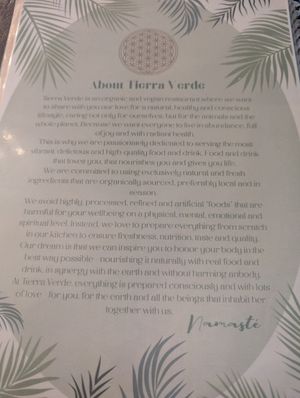 About Tierra Verde
Tierra Verde is an organic and vegan restaurant where we want
to share with you our love for a natural, healthy and conscious
lifestyle, caring not only for ourselves, but for the animals and the
whole planet. Because we want everyone to live in abundance, full
of joy and with radiant health.
This is why we are passionately dedicated to serving the most
vibrant, delicious and high-quality food and drink. Food and drink
that loves you, that nourishes you and gives you life.
We are committed to using exclusively natural and fresh
ingredients that are organically sourced, preferably local and in
season.
We avoid highly processed, refined and artificial "foods" that are
harmful for your wellbeing on a physical, mental, emotional and
spiritual level. Instead, we love to prepare everything from scratch
in our kitchen to ensure freshness, nutrition, taste and quality.
Our dream is that we can inspire you to honor your body in the
best way possible - nourishing it naturally with real food and
drink, in synergy with the earth and without harming anybody.
At Tierra Verde, everything is prepared consciously and with lots
of love - for you, for the earth and all the beings that inhabit her
together with us.
Namasté